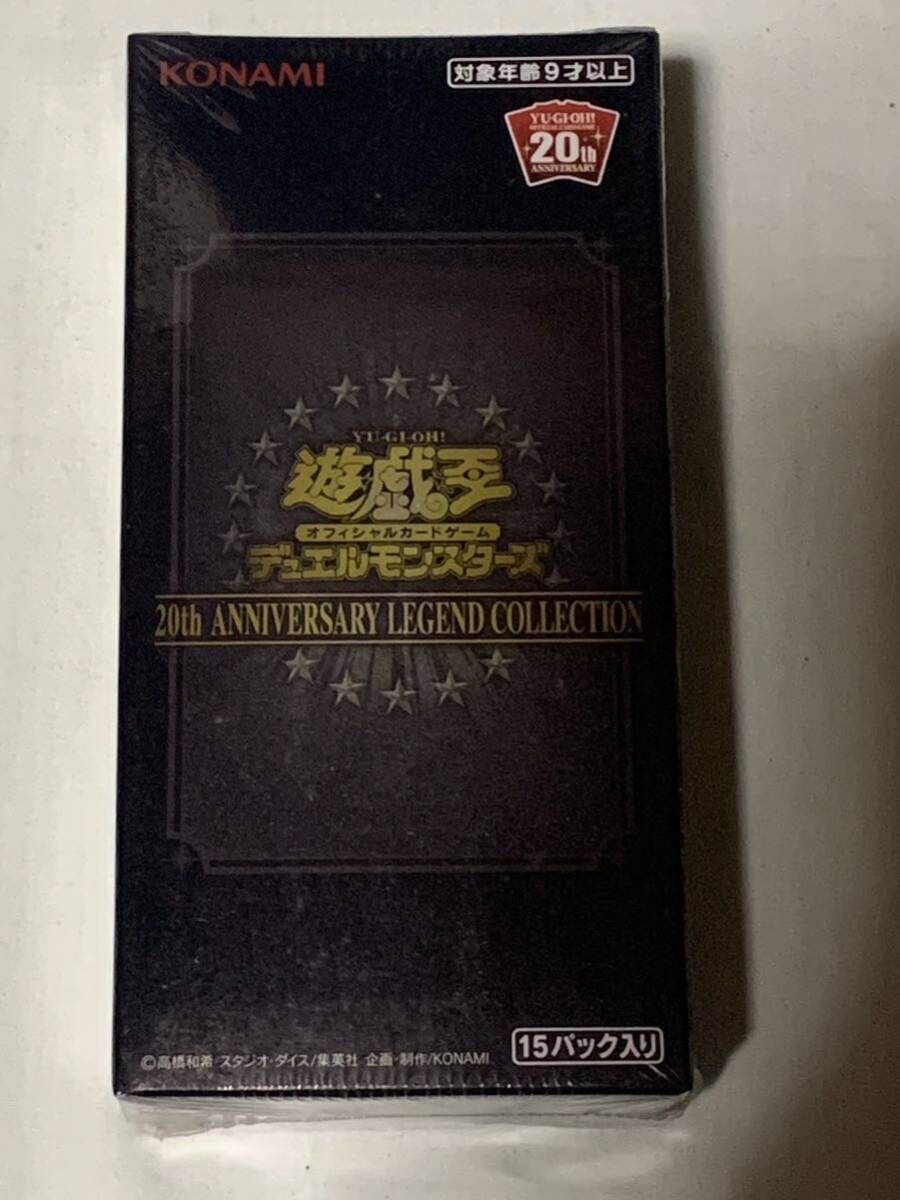 KONAMI
対象年齢9才以上
YU-GI-OH!
OFFICIAL CARD GAME
20th
ANNIVERSARY
YU-GI-OH!
遊戯王
オフィシャルカードゲーム
デュエルモンスターズ
20th ANNIVERSARY LEGEND COLLECTION
15パック入り
©高橋和希 スタジオ・ダイス/集英社 企画・制作/KONAMI